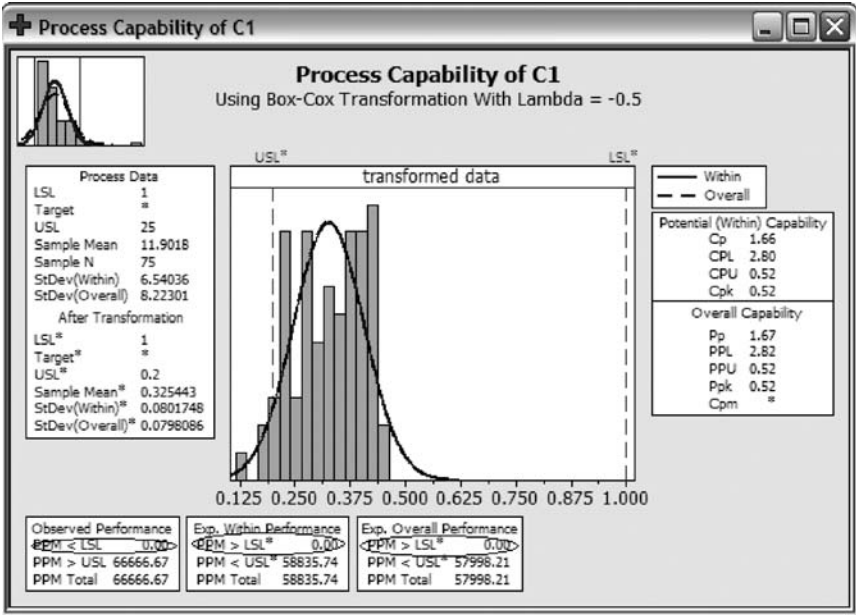 Process Capability of C1
Process Capability of C1
Using Box-Cox Transformation With Lambda = -0.5
USL* LSL*
transformed data
Process Data
LSL 1
Target *
USL 25
Sample Mean 11.9018
Sample N 75
StDev(Within) 6.54036
StDev(Overall) 8.22301
After Transformation
LSL* 1
Target* *
USL* 0.2
Sample Mean* 0.325443
StDev(Within)* 0.0801748
StDev(Overall)* 0.0798086
Within
Overall
Potential (Within) Capability
Cp 1.66
CPL 2.80
CPU 0.52
Cpk 0.52
Overall Capability
Pp 1.67
PPL 2.82
PPU 0.52
Ppk 0.52
Cpm *
0.125 0.250 0.375 0.500 0.625 0.750 0.875 1.000
Observed Performance
PPM < LSL 0.00
PPM > USL 66666.67
PPM Total 66666.67
Exp. Within Performance
PPM > LSL* 0.00
PPM < USL* 58835.74
PPM Total 58835.74
Exp. Overall Performance
PPM > LSL* 0.00
PPM < USL* 57998.21
PPM Total 57998.21